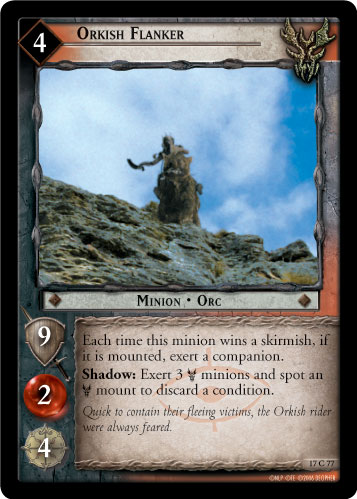 4
Orkish Flanker
Minion • Orc
9
Each time this minion wins a skirmish, if
it is mounted, exert a companion.
Shadow: Exert 3 minions and spot an
mount to discard a condition.
2
4
Quick to contain their fleeing victims, the Orkish rider
were always feared.
17 C 77